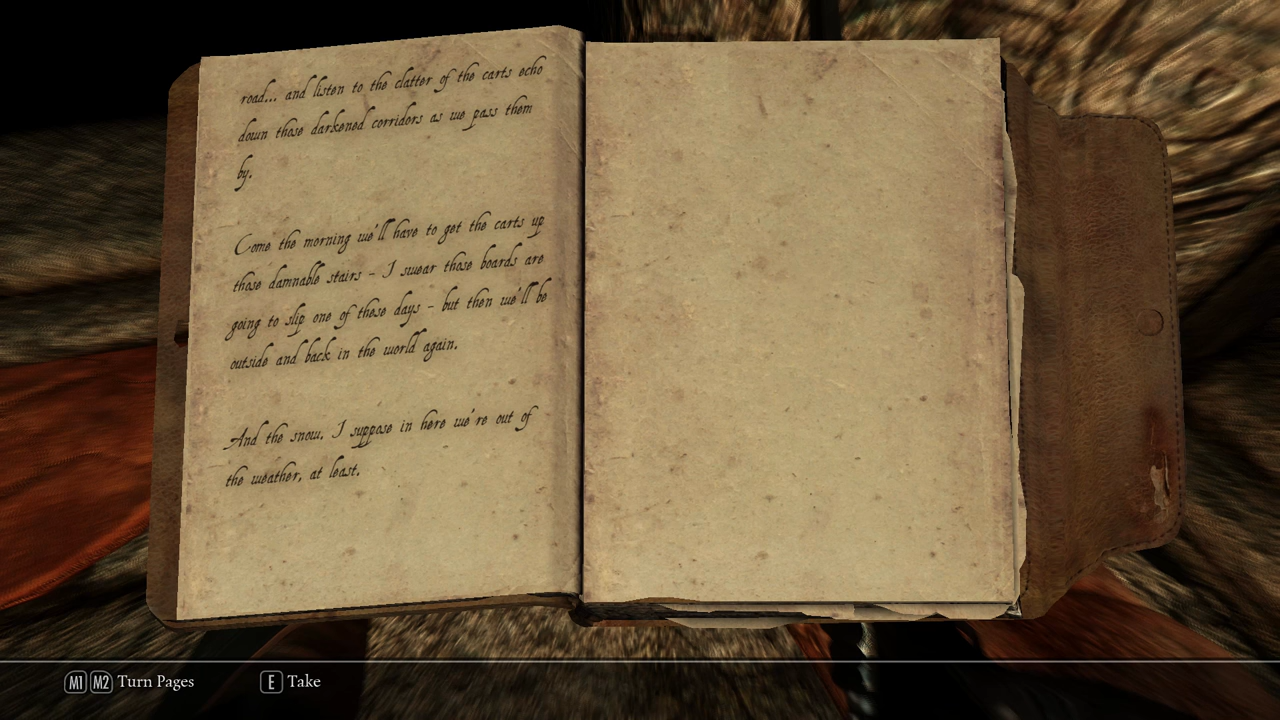 road... and listen to the clatter of the carts echo
down those darkened corridors as we pass them
by.
Come the morning we'll have to get the carts up
those damnable stairs - I swear those boards are
going to slip one of these days - but then we'll be
outside and back in the world again.
And the snow. I suppose in here we're out of
the weather, at least.
M1 M2 Turn Pages E Take